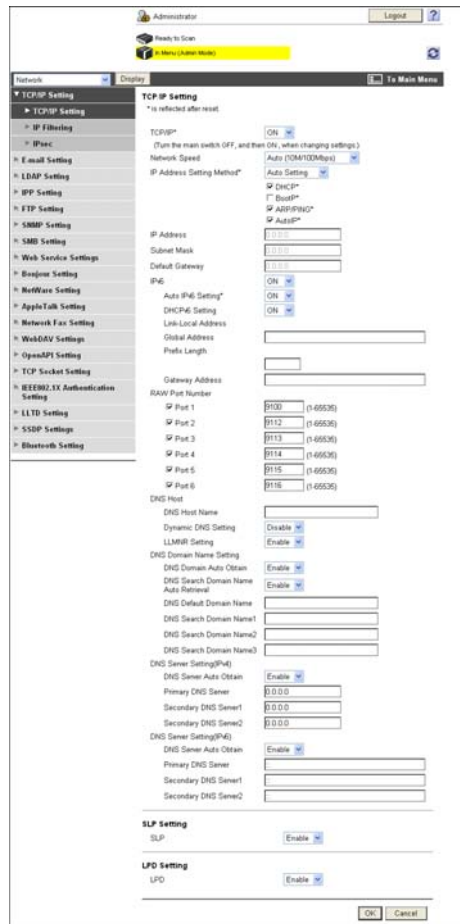 Administrator Logout ?
Ready to Scan
In Menu (Admin Mode)
Network Display To Main Menu
TCP/IP Setting
TCP/IP Setting
IP Filtering
IPsec
E-mail Setting
LDAP Setting
IPP Setting
FTP Setting
SNMP Setting
SMB Setting
Web Service Settings
Bonjour Setting
NetWare Setting
AppleTalk Setting
Network Fax Setting
WebDAV Settings
OpenAPI Setting
TCP Socket Setting
IEEE802.1X Authentication
Setting
LLTD Setting
SSDP Settings
Bluetooth Setting
TCP/IP Setting
* is reflected after reset.
TCP/IP* ON
(Turn the main switch OFF, and then ON, when changing settings.)
Network Speed Auto (10M/100Mbps)
IP Address Setting Method* Auto Setting
DHCP*
BootP*
ARP/PING*
AutoIP*
IP Address 0.0.0.0
Subnet Mask 0.0.0.0
Default Gateway 0.0.0.0
IPv6 ON
Auto IPv6 Setting* ON
DHCPv6 Setting ON
Link-Local Address
Global Address
Prefix Length
Gateway Address
RAW Port Number
Port 1 9100 (1-65535)
Port 2 9112 (1-65535)
Port 3 9113 (1-65535)
Port 4 9114 (1-65535)
Port 5 9115 (1-65535)
Port 6 9116 (1-65535)
DNS Host
DNS Host Name
Dynamic DNS Setting Disable
LLMNR Setting Enable
DNS Domain Name Setting
DNS Domain Auto Obtain Enable
DNS Search Domain Name
Auto Retrieval Enable
DNS Default Domain Name
DNS Search Domain Name1
DNS Search Domain Name2
DNS Search Domain Name3
DNS Server Setting(IPv4)
DNS Server Auto Obtain Enable
Primary DNS Server 0.0.0.0
Secondary DNS Server1 0.0.0.0
Secondary DNS Server2 0.0.0.0
DNS Server Setting(IPv6)
DNS Server Auto Obtain Enable
Primary DNS Server ::
Secondary DNS Server1 ::
Secondary DNS Server2 ::
SLP Setting
SLP Enable
LPD Setting
LPD Enable
OK Cancel